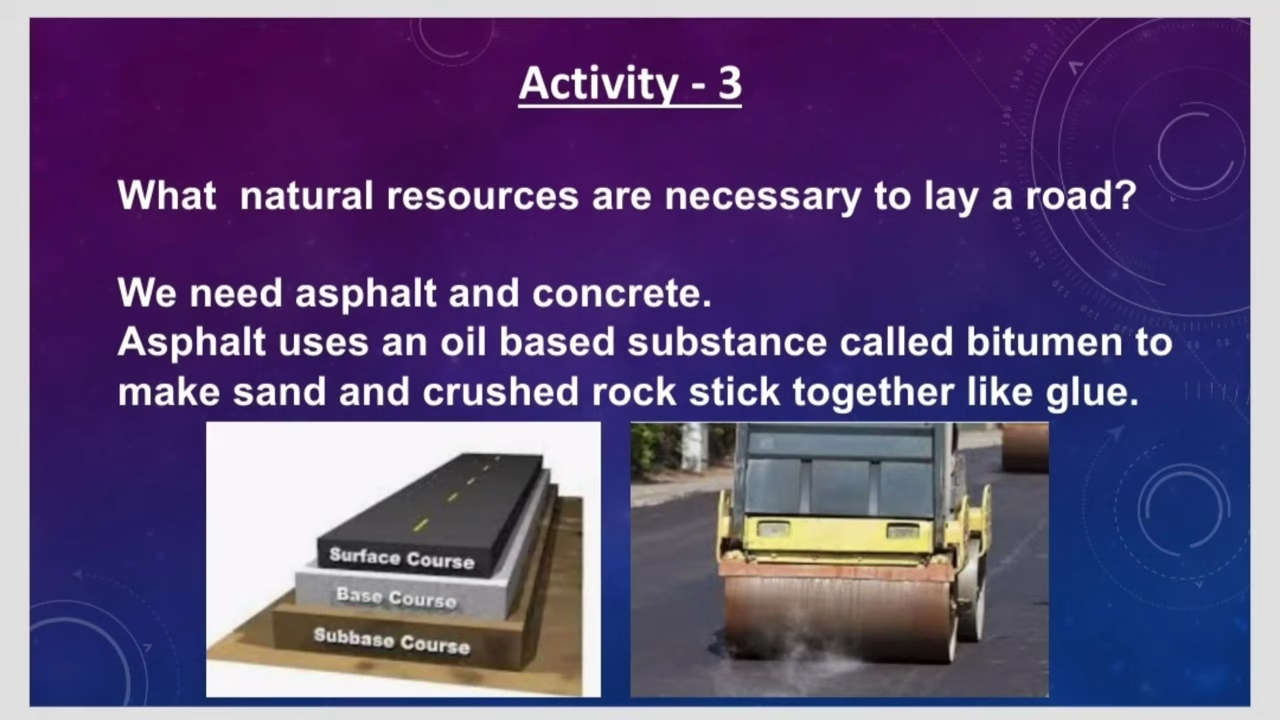 Activity - 3
What natural resources are necessary to lay a road?
We need asphalt and concrete.
Asphalt uses an oil based substance called bitumen to
make sand and crushed rock stick together like glue.
Surface Course
Base Course
Subbase Course